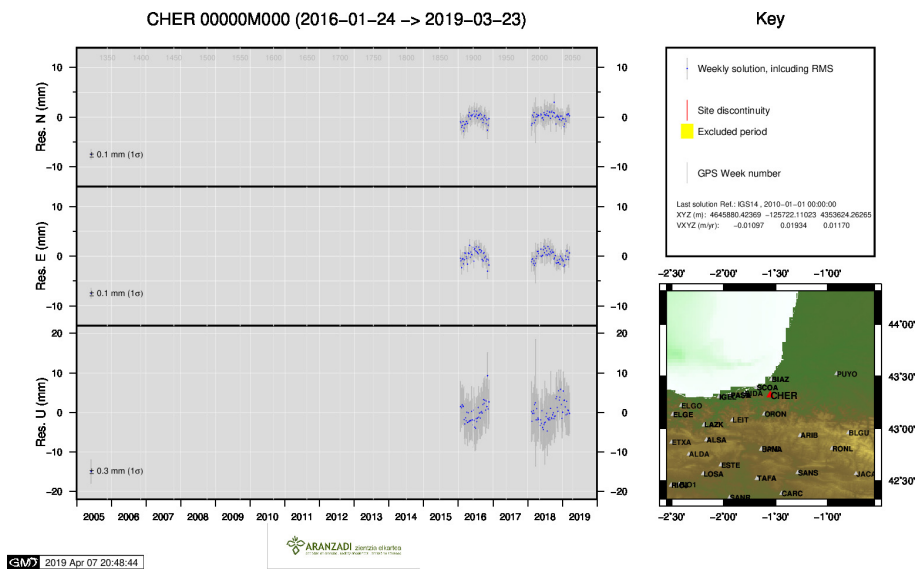 CHER 00000M000 (2016−01−24 −> 2019−03−23)
Key
1350 1400 1450 1500 1550 1600 1650 1700 1750 1800 1850 1900 1950 2000 2050
Res. N (mm)
10 10
0 0
−10 −10
± 0.1 mm (1σ)
Res. E (mm)
10 10
0 0
−10 −10
± 0.1 mm (1σ)
Res. U (mm)
20 20
10 10
0 0
−10 −10
−20 −20
± 0.3 mm (1σ)
2005 2006 2007 2008 2009 2010 2011 2012 2013 2014 2015 2016 2017 2018 2019
Weekly solution, inlcuding RMS
Site discontinuity
Excluded period
GPS Week number
Last solution Ref.: IGS14 , 2010−01−01 00:00:00
XYZ (m): 4645880.42369 −125722.11023 4353624.26265
VXYZ (m/yr): −0.01097 0.01934 0.01170
−2˚30' −2˚00' −1˚30' −1˚00'
44˚00'
PUYO
43˚30'
BIAZ
SCOA
CHER
IGEL PASA
ELGO
ELGE
ORON
LEIT
LAZK
43˚00'
ARIB
BLGU
ETXA
ALSA
RONL
ALDA
ESTE
LOSA
TAFA
SANS
JACA
42˚30'
CARC
SANR
−2˚30' −2˚00' −1˚30' −1˚00'
ARANZADI zientzia elkartea
GMT 2019 Apr 07 20:48:44